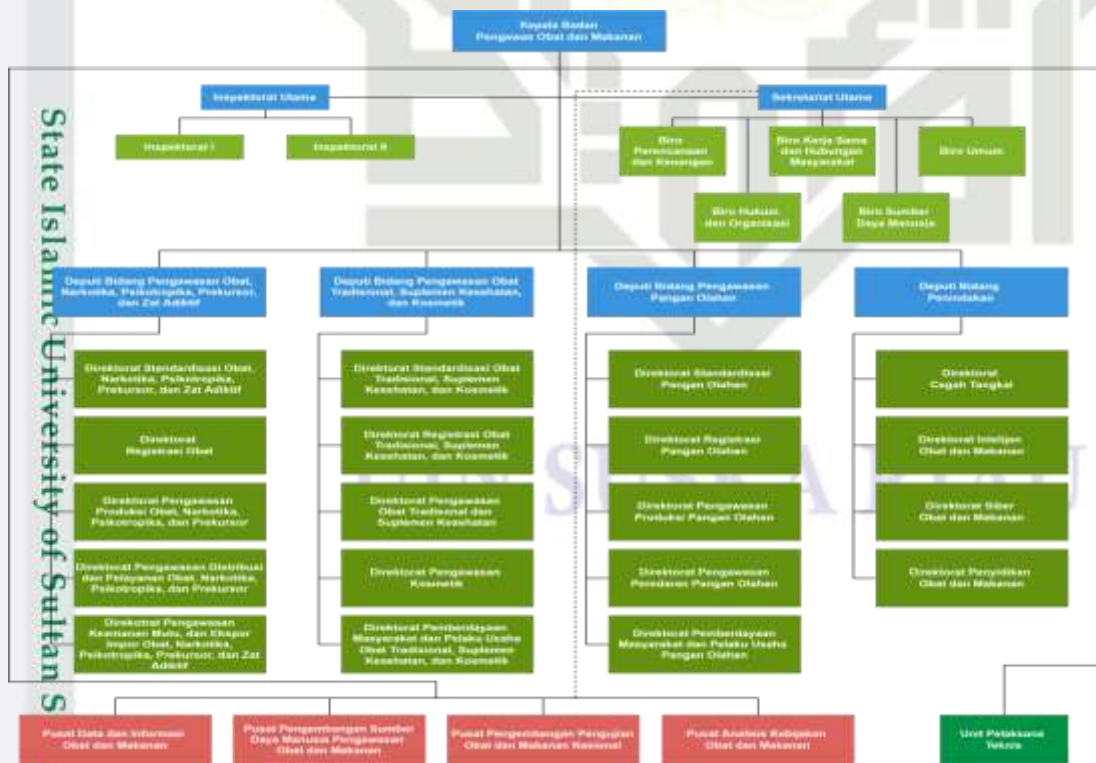 Kepala Badan
Pengawas Obat dan Makanan
Inspektorat Utama
Sekretariat Utama
Inspektorat I
Inspektorat II
Biro
Perencanaan
dan Keuangan
Biro Kerja Sama
dan Hubungan
Masyarakat
Biro Umum
Biro Hukum
dan Organisasi
Biro Sumber
Daya Manusia
Deputi Bidang Pengawasan Obat,
Narkotika, Psikotropika, Prekursor,
dan Zat Adiktif
Deputi Bidang Pengawasan Obat
Tradisional, Suplemen Kesehatan,
dan Kosmetik
Deputi Bidang Pengawasan
Pangan Olahan
Deputi Bidang
Penindakan
Direktorat Standardisasi Obat,
Narkotika, Psikotropika,
Prekursor, dan Zat Adiktif
Direktorat
Registrasi Obat
Direktorat Pengawasan
Produksi Obat, Narkotika,
Psikotropika, dan Prekursor
Direktorat Pengawasan Distribusi
dan Pelayanan Obat, Narkotika,
Psikotropika, dan Prekursor
Pengawasan
Keamanan Mutu, dan Ekspor
Impor Obat, Narkotika,
Psikotropika, Prekursor, dan Zat
Adiktif
Direktorat Standardisasi Obat
Tradisional, Suplemen
Kesehatan, dan Kosmetik
Direktorat Registrasi Obat
Tradisional, Suplemen
Kesehatan, dan Kosmetik
Direktorat Pengawasan
Obat Tradisional dan
Suplemen Kesehatan
Direktorat Pengawasan
Kosmetik
Direktorat Pemberdayaan
Masyarakat dan Pelaku Usaha
Obat Tradisional, Suplemen
Kesehatan, dan Kosmetik
Direktorat Standardisasi
Pangan Olahan
Direktorat Registrasi
Pangan Olahan
Direktorat Pengawasan
Produksi Pangan Olahan
Direktorat Pengawasan
Peredaran Pangan Olahan
Direktorat Pemberdayaan
Masyarakat dan Pelaku Usaha
Pangan Olahan
Direktorat
Cegah Tangkal
Direktorat Intelijen
Obat dan Makanan
Direktorat Siber
Obat dan Makanan
Direktorat Penyidikan
Obat dan Makanan
Pusat Data dan Informasi
Obat dan Makanan
Pusat Pengembangan Sumber
Daya Manusia Pengawasan
Obat dan Makanan
Pusat Pengembangan Pengujian
Obat dan Makanan Nasional
Pusat Analisis Kebijakan
Obat dan Makanan
Unit Pelaksana
Teknis
State Islamic University of Sultan S
UIN SUSKA RIAU